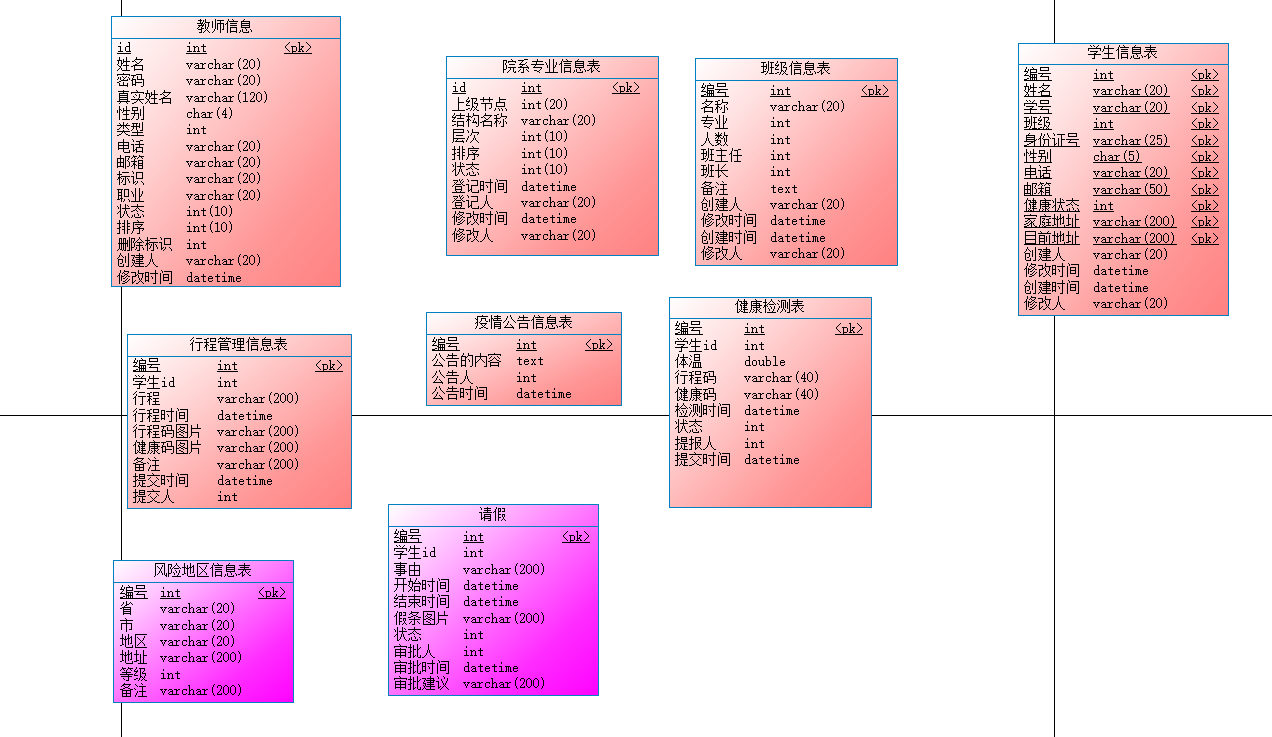 教师信息
id int <pk>
姓名 varchar(20)
密码 varchar(20)
真实姓名 varchar(120)
性别 char(4)
类型 int
电话 varchar(20)
邮箱 varchar(20)
标识 varchar(20)
职业 varchar(20)
状态 int(10)
排序 int(10)
删除标识 int
创建人 varchar(20)
修改时间 datetime
院系专业信息表
id int <pk>
上级节点 int(20)
结构名称 varchar(20)
层次 int(10)
排序 int(10)
状态 int(10)
登记时间 datetime
登记人 varchar(20)
修改时间 datetime
修改人 varchar(20)
班级信息表
编号 int <pk>
名称 varchar(20)
专业 int
人数 int
班主任 int
班长 int
备注 text
创建人 varchar(20)
修改时间 datetime
创建时间 datetime
修改人 varchar(20)
学生信息表
编号 int <pk>
姓名 varchar(20) <pk>
学号 varchar(20) <pk>
班级 int <pk>
身份证号 varchar(25) <pk>
性别 char(5) <pk>
电话 varchar(20) <pk>
邮箱 varchar(50) <pk>
健康状态 int <pk>
家庭地址 varchar(200) <pk>
目前地址 varchar(200) <pk>
创建人 varchar(20)
修改时间 datetime
创建时间 datetime
修改人 varchar(20)
行程管理信息表
编号 int <pk>
学生id int
行程 varchar(200)
行程时间 datetime
行程码图片 varchar(200)
健康码图片 varchar(200)
备注 varchar(200)
提交时间 datetime
提交人 int
疫情公告信息表
编号 int <pk>
公告的内容 text
公告人 int
公告时间 datetime
健康检测表
编号 int <pk>
学生id int
体温 double
行程码 varchar(40)
健康码 varchar(40)
检测时间 datetime
状态 int
提报人 int
提交时间 datetime
风险地区信息表
编号 int <pk>
省 varchar(20)
市 varchar(20)
地区 varchar(20)
地址 varchar(200)
等级 int
备注 varchar(200)
请假
编号 int <pk>
学生id int
事由 varchar(200)
开始时间 datetime
结束时间 datetime
假条图片 varchar(200)
状态 int
审批人 int
审批时间 datetime
审批建议 varchar(200)